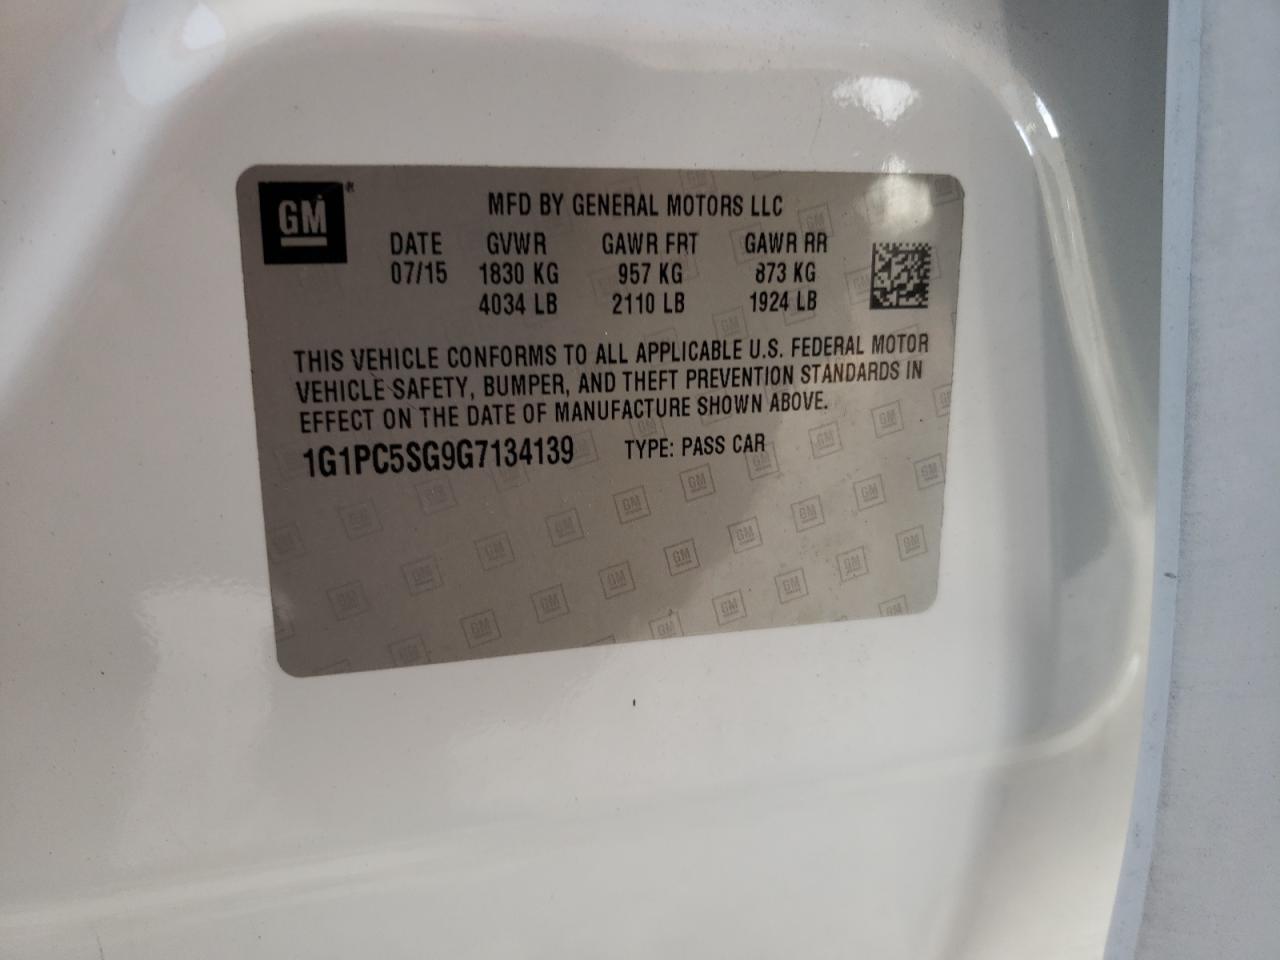 GM®
MFD BY GENERAL MOTORS LLC
DATE GVWR GAWR FRT GAWR RR
07/15 1830 KG 957 KG 873 KG
4034 LB 2110 LB 1924 LB
THIS VEHICLE CONFORMS TO ALL APPLICABLE U.S. FEDERAL MOTOR
VEHICLE SAFETY, BUMPER, AND THEFT PREVENTION STANDARDS IN
EFFECT ON THE DATE OF MANUFACTURE SHOWN ABOVE.
1G1PC5SG9G7134139 TYPE: PASS CAR